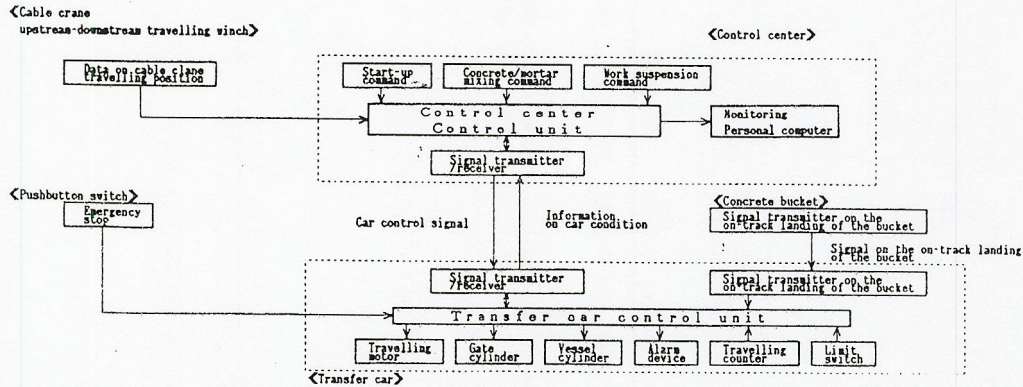 《Cable crane
upstream-downstream travelling winch》
《Control center》
Data on cable clane
traveling position
Start-up
command
Concrete/mortar
mixing command
Work suspension
command
Control center
Control unit
Monitoring
Personal computer
Signal transmitter
/receiver
《Pushbutton switch》
Emergency
stop
Car control signal
Information
on car condition
《Concrete bucket》
Signal transmitter on the
on-track landing of the bucket
Signal on the on-track landing
of the bucket
Signal transmitter
/receiver
Signal transmitter on the
on-track landing of the bucket
Transfer car control unit
Travelling
motor
Gate
cylinder
Vessel
cylinder
Alarm
device
Travelling
counter
Limit
switch
《Transfer car》